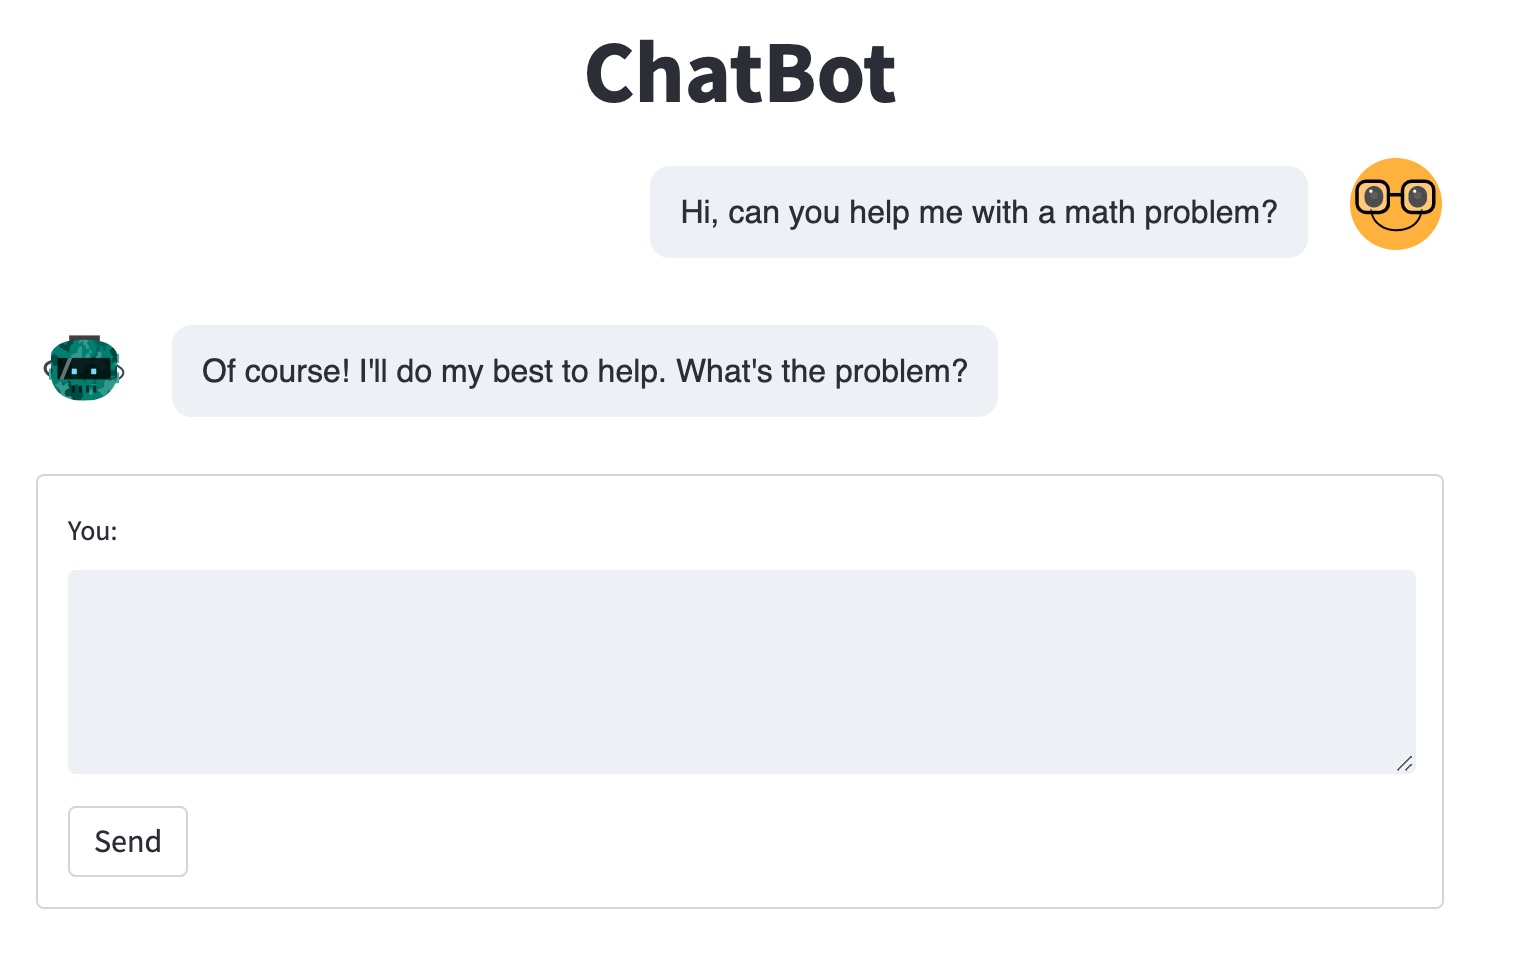 ChatBot
Hi, can you help me with a math problem?
Of course! I'll do my best to help. What's the problem?
You:
Send